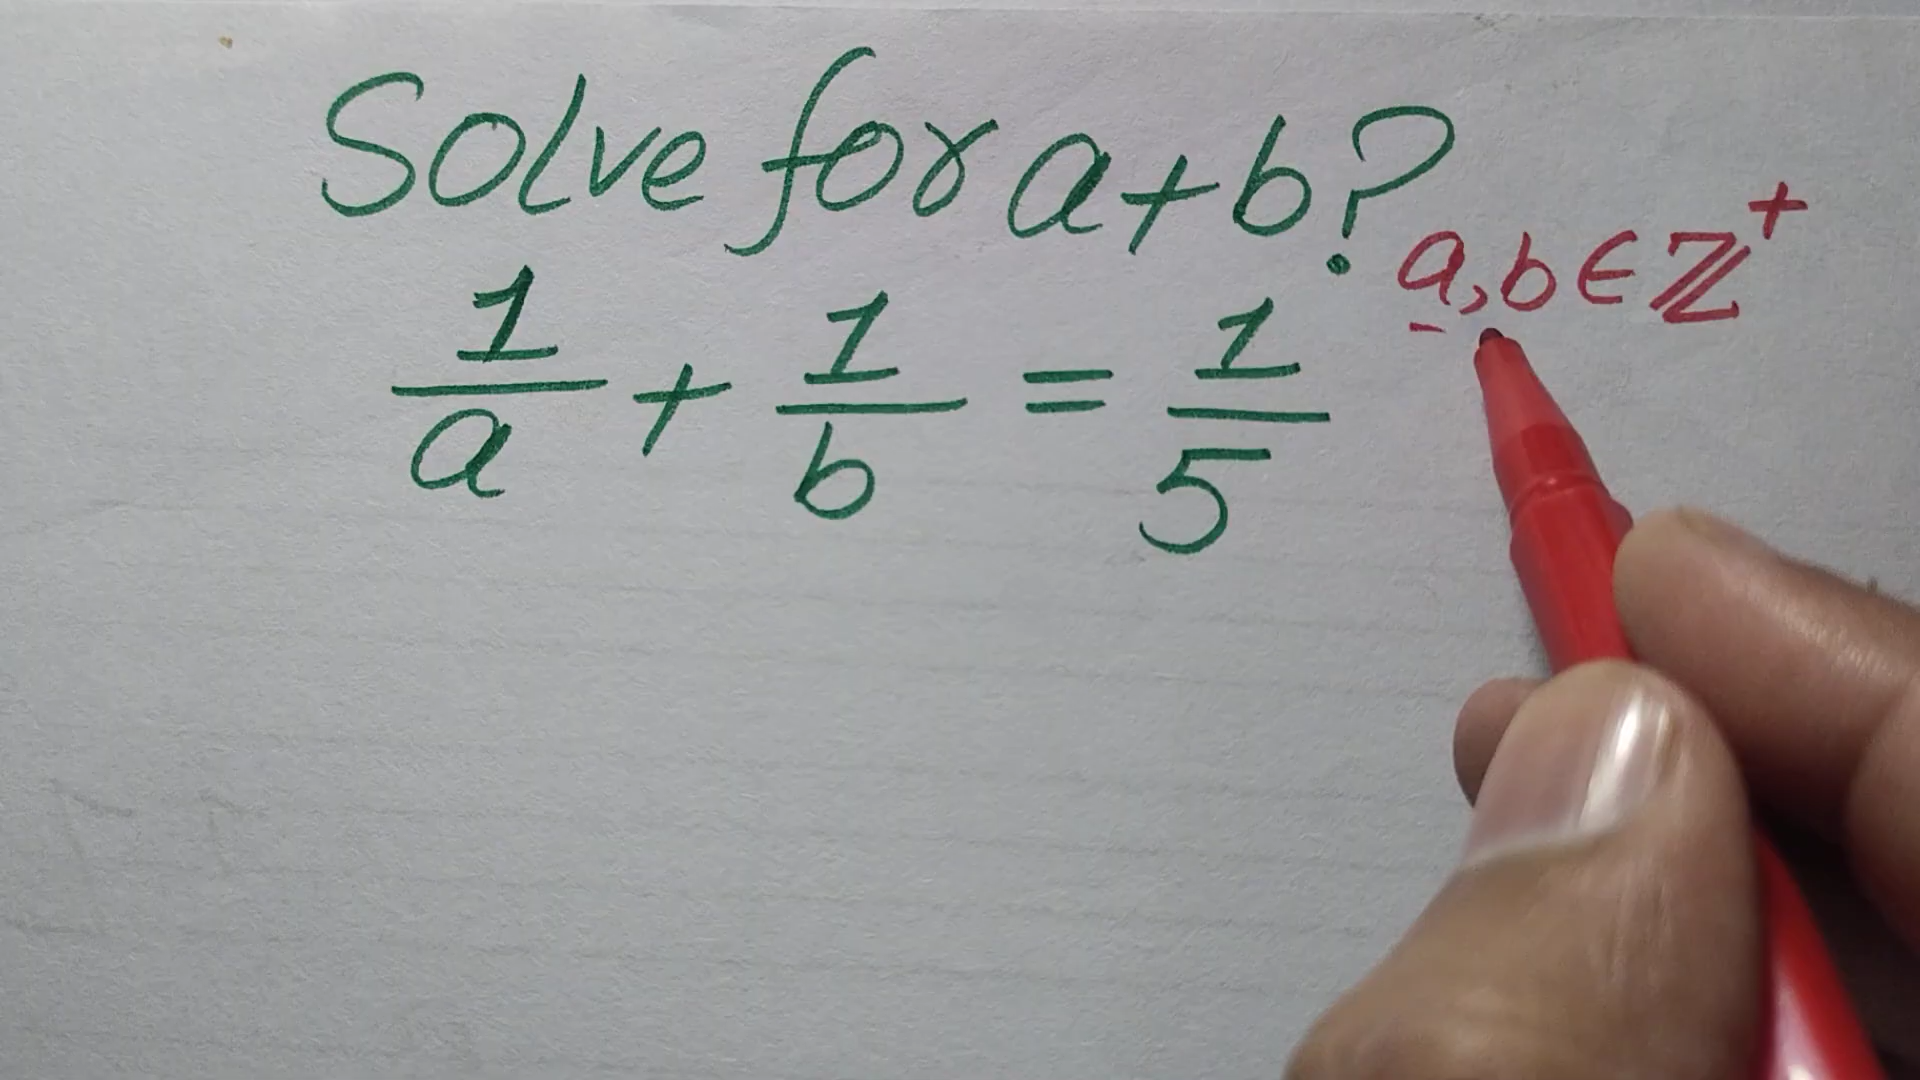 Solve for a+b?
a,b ∈ ℤ⁺
1/a + 1/b = 1/5